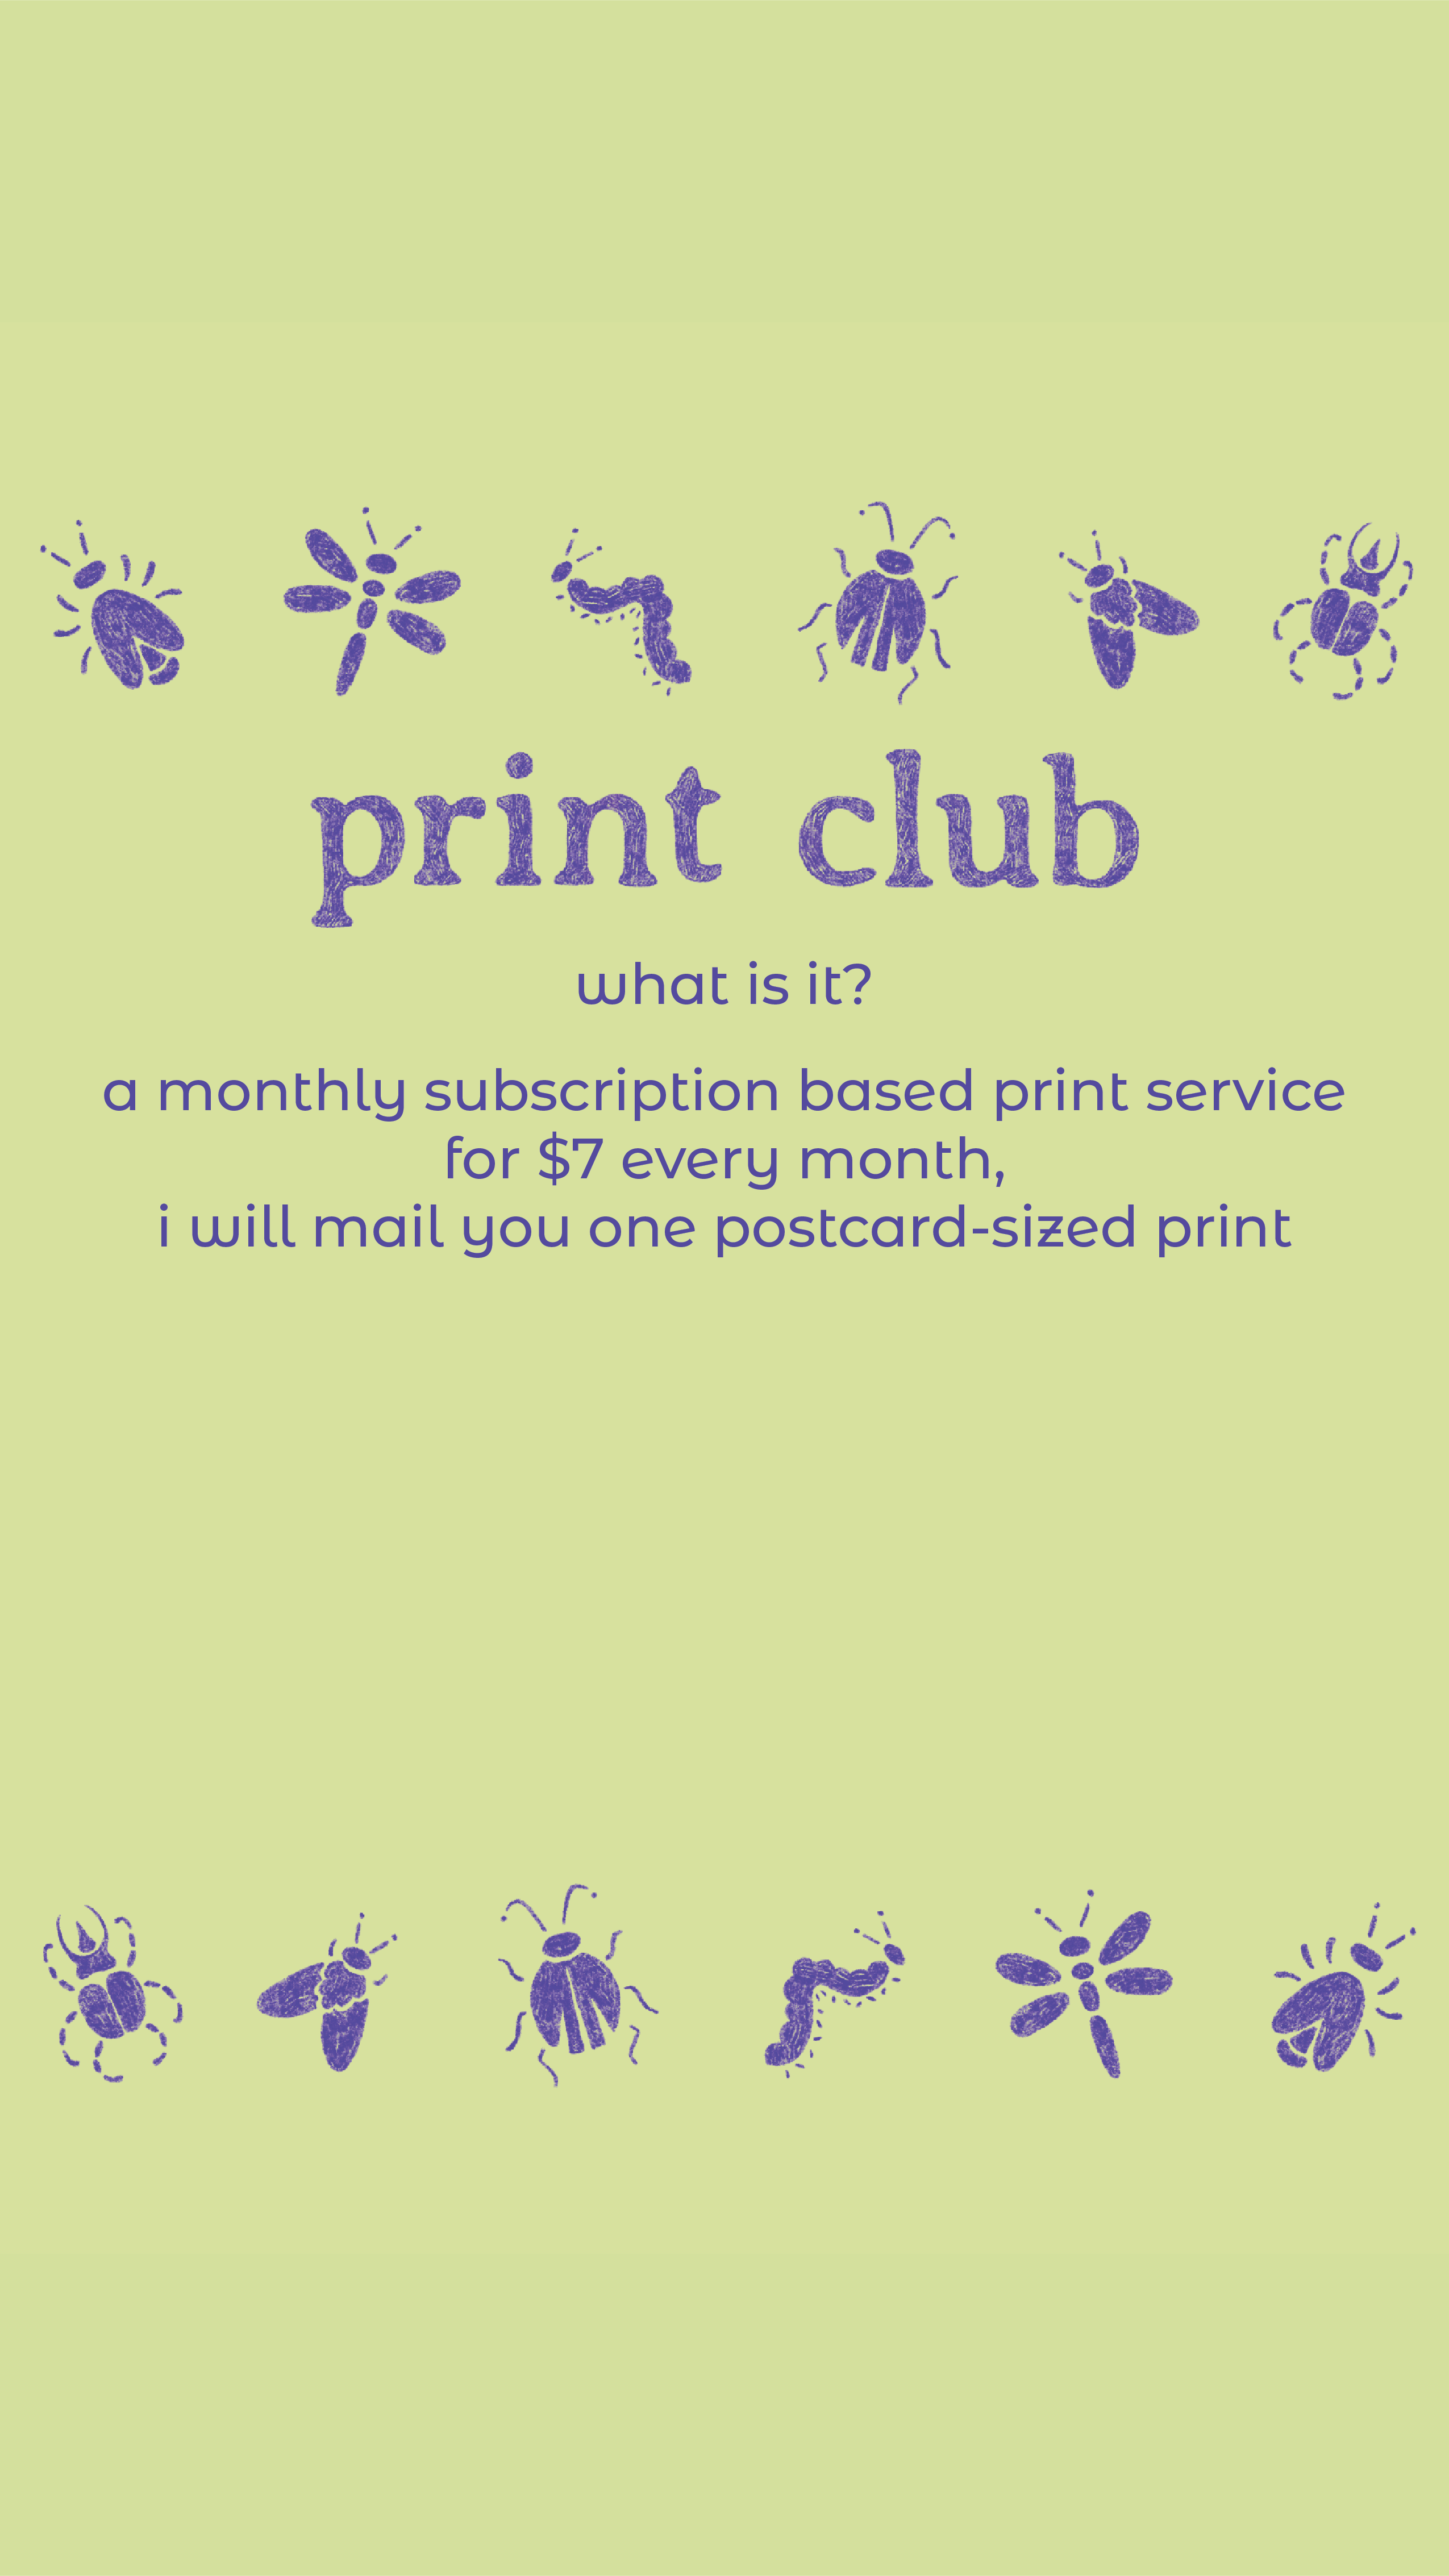 print club
what is it?
a monthly subscription based print service
for $7 every month,
i will mail you one postcard-sized print